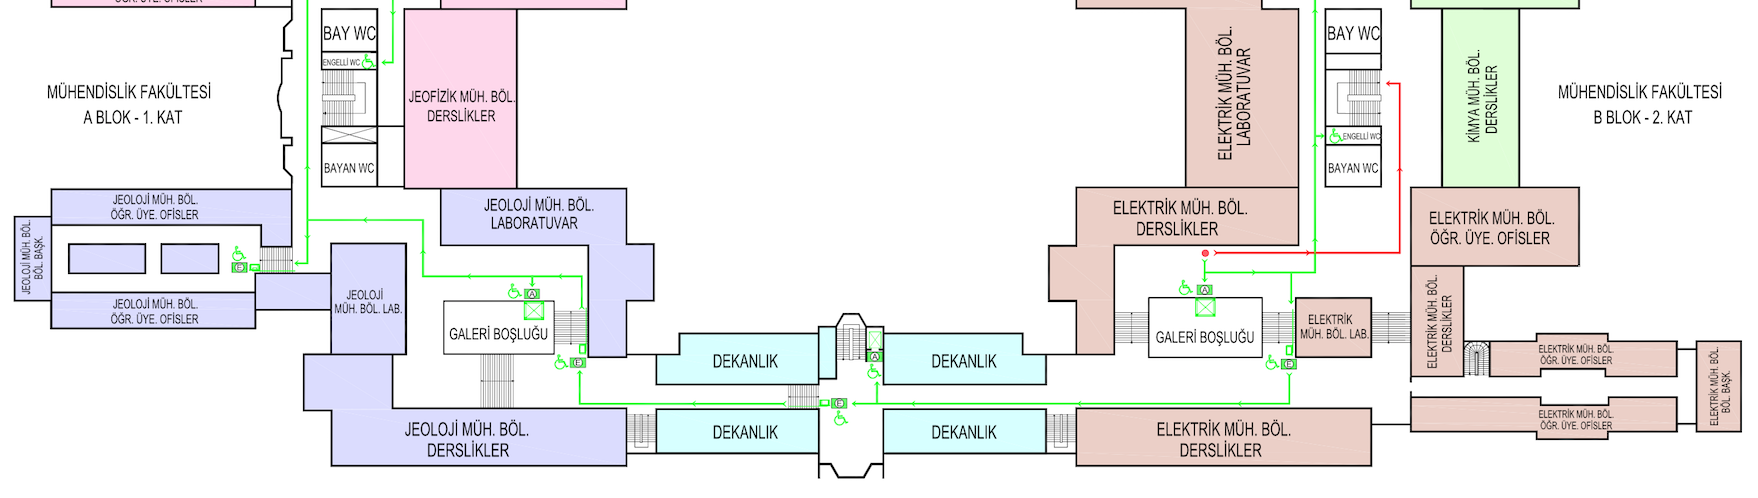 ÖĞR. ÜYE. OFİSLER
BAY WC
ENGELLİ WC
BAYAN WC
MÜHENDİSLİK FAKÜLTESİ
A BLOK - 1. KAT
JEOFİZİK MÜH. BÖL.
DERSLİKLER
JEOLOJİ MÜH. BÖL.
ÖĞR. ÜYE. OFİSLER
JEOLOJİ MÜH. BÖL.
BÖL. BAŞK.
JEOLOJİ MÜH. BÖL.
ÖĞR. ÜYE. OFİSLER
JEOLOJİ MÜH. BÖL.
LABORATUVAR
JEOLOJİ
MÜH. BÖL. LAB.
E
A
GALERİ BOŞLUĞU
E
JEOLOJİ MÜH. BÖL.
DERSLİKLER
DEKANLIK
DEKANLIK
A
E
DEKANLIK
DEKANLIK
ELEKTRİK MÜH. BÖL.
LABORATUVAR
BAY WC
ENGELLİ WC
BAYAN WC
KİMYA MÜH. BÖL.
DERSLİKLER
MÜHENDİSLİK FAKÜLTESİ
B BLOK - 2. KAT
ELEKTRİK MÜH. BÖL.
DERSLİKLER
ELEKTRİK MÜH. BÖL.
ÖĞR. ÜYE. OFİSLER
A
GALERİ BOŞLUĞU
E
ELEKTRİK
MÜH. BÖL. LAB.
ELEKTRİK MÜH. BÖL.
DERSLİKLER
ELEKTRİK MÜH. BÖL.
ÖĞR. ÜYE. OFİSLER
ELEKTRİK MÜH. BÖL.
BÖL. BAŞK.
ELEKTRİK MÜH. BÖL.
ÖĞR. ÜYE. OFİSLER
ELEKTRİK MÜH. BÖL.
DERSLİKLER